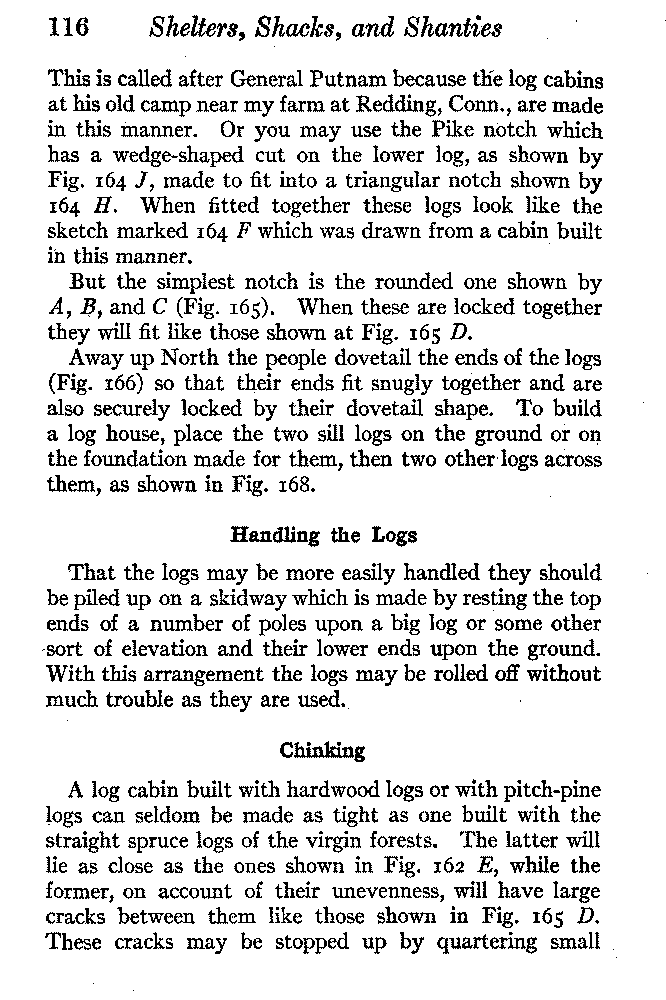 116 Shelters, Shacks, and Shanties
This is called after General Putnam because the log cabins
at his old camp near my farm at Redding, Conn., are made
in this manner. Or you may use the Pike notch which
has a wedge-shaped cut on the lower log, as shown by
Fig. 164 J, made to fit into a triangular notch shown by
164 H. When fitted together these logs look like the
sketch marked 164 F which was drawn from a cabin built
in this manner.
But the simplest notch is the rounded one shown by
A, B, and C (Fig. 165). When these are locked together
they will fit like those shown at Fig. 165 D.
Away up North the people dovetail the ends of the logs
(Fig. 166) so that their ends fit snugly together and are
also securely locked by their dovetail shape. To build
a log house, place the two sill logs on the ground or on
the foundation made for them, then two other logs across
them, as shown in Fig. 168.
Handling the Logs
That the logs may be more easily handled they should
be piled up on a skidway which is made by resting the top
ends of a number of poles upon a big log or some other
sort of elevation and their lower ends upon the ground.
With this arrangement the logs may be rolled off without
much trouble as they are used.
Chinking
A log cabin built with hardwood logs or with pitch-pine
logs can seldom be made as tight as one built with the
straight spruce logs of the virgin forests. The latter will
lie as close as the ones shown in Fig. 162 E, while the
former, on account of their unevenness, will have large
cracks between them like those shown in Fig. 165 D.
These cracks may be stopped up by quartering small